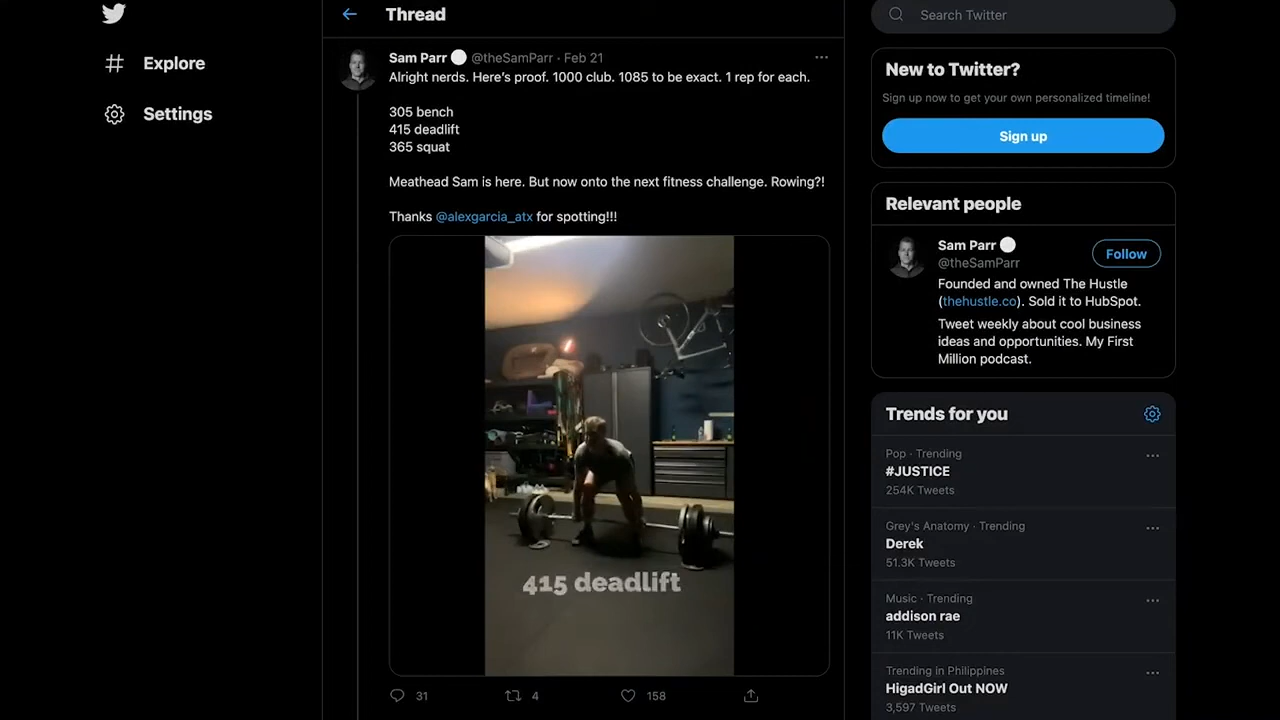 Explore
Settings
Thread
Sam Parr @theSamParr · Feb 21
Alright nerds. Here's proof. 1000 club. 1085 to be exact. 1 rep for each.
305 bench
415 deadlift
365 squat
Meathead Sam is here. But now onto the next fitness challenge. Rowing?!
Thanks @alexgarcia_atx for spotting!!!
415 deadlift
31
4
158
Search Twitter
New to Twitter?
Sign up now to get your own personalized timeline!
Sign up
Relevant people
Sam Parr
@theSamParr
Follow
Founded and owned The Hustle
(thehustle.co). Sold it to HubSpot.
Tweet weekly about cool business
ideas and opportunities. My First
Million podcast.
Trends for you
Pop · Trending
#JUSTICE
254K Tweets
Grey's Anatomy · Trending
Derek
51.3K Tweets
Music · Trending
addison rae
11K Tweets
Trending in Philippines
HigadGirl Out NOW
3,597 Tweets